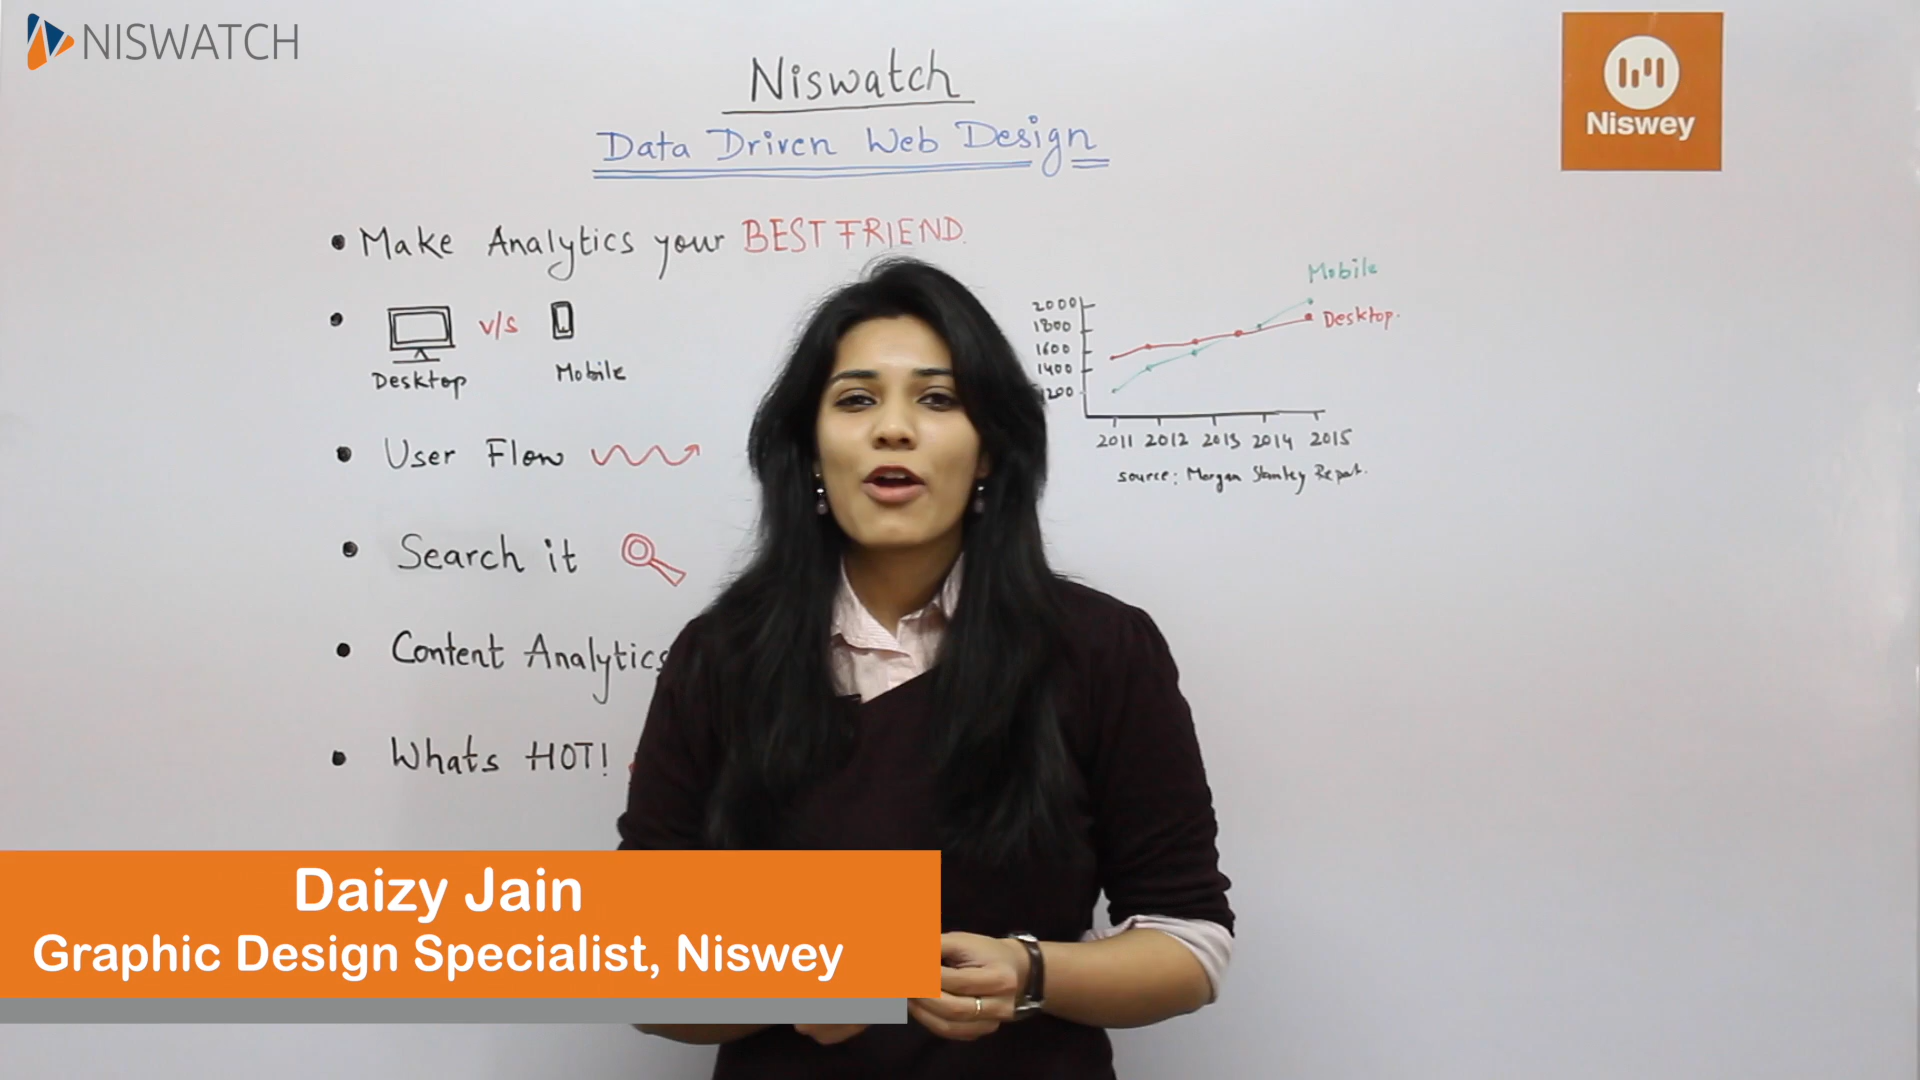 NISWATCH
Niswatch
Data Driven Web Design
Niswey
• Make Analytics your BEST FRIEND.
• Desktop v/s Mobile
• User Flow
• Search it
• Content Analytics
• Whats HOT!
Mobile
Desktop.
2000
1800
1600
1400
1200
2011 2012 2013 2014 2015
source: Morgan Stanley Report.
Daizy Jain
Graphic Design Specialist, Niswey